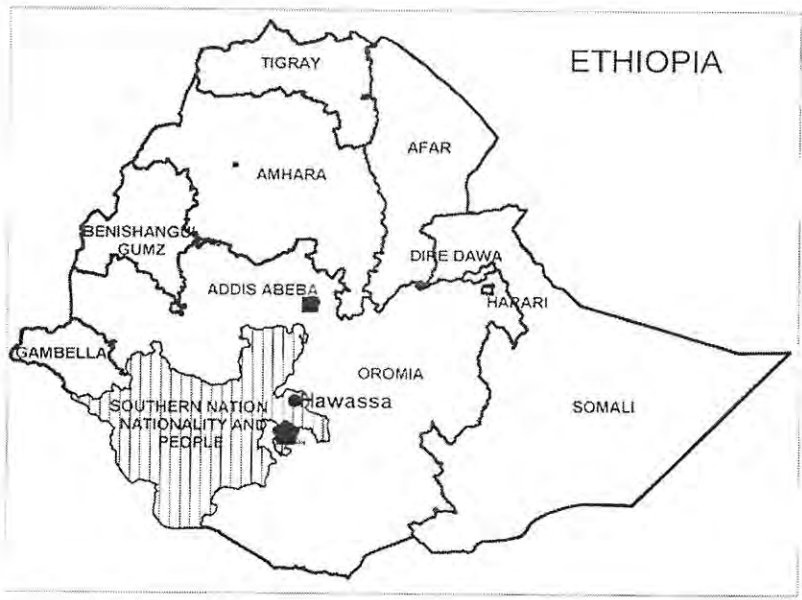 ETHIOPIA
TIGRAY
AFAR
AMHARA
BENISHANGUL
GUMZ
DIRE DAWA
ADDIS ABEBA
HARARI
GAMBELLA
OROMIA
Hawassa
SOUTHERN NATION
NATIONALITY AND
PEOPLE
SOMALI